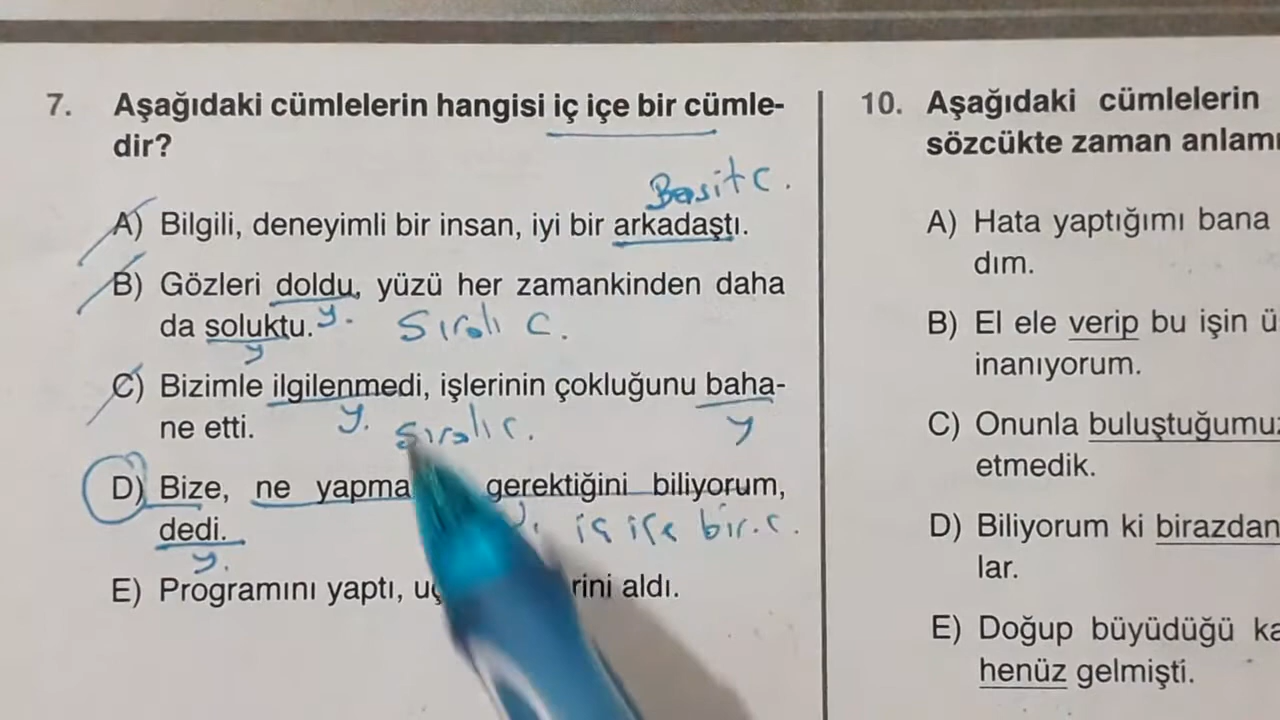 7. Aşağıdaki cümlelerin hangisi iç içe bir cümle-
dir?
Basit c.
A) Bilgili, deneyimli bir insan, iyi bir arkadaştı.
B) Gözleri doldu, yüzü her zamankinden daha
da soluktu. y. Sıralı c.
y
C) Bizimle ilgilenmedi, işlerinin çokluğunu baha-
ne etti. y. Sıralı c. y
D) Bize, ne yapma gerektiğini biliyorum,
dedi. iç içe bir. c.
y.
E) Programını yaptı, rini aldı.
10. Aşağıdaki cümlelerin
sözcükte zaman anlamı
A) Hata yaptığımı bana
dım.
B) El ele verip bu işin ü
inanıyorum.
C) Onunla buluştuğumuz
etmedik.
D) Biliyorum ki birazdan
lar.
E) Doğup büyüdüğü ka
henüz gelmişti.